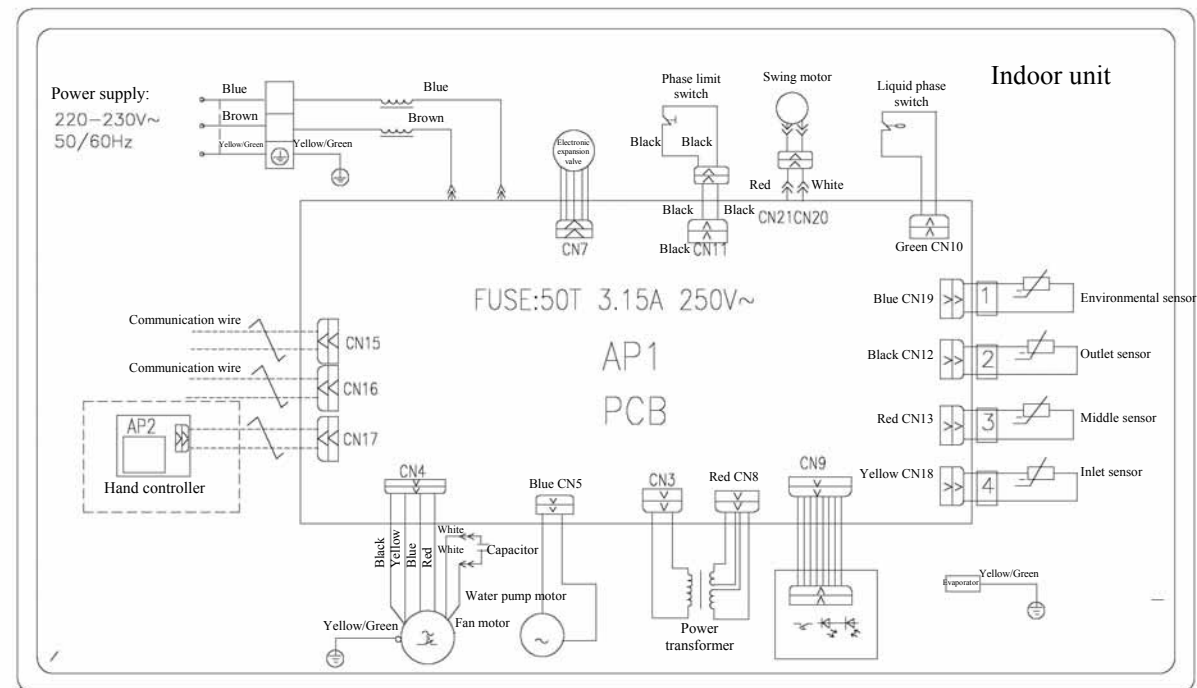 Indoor unit
Power supply:
220-230V~
50/60Hz
Blue
Brown
Yellow/Green
Yellow/Green
Blue
Brown
Electronic
expansion
valve
CN7
Phase limit
switch
Black
Black
Black
Black
Black CN11
Swing motor
Red
White
CN21CN20
Liquid phase
switch
Green CN10
FUSE:50T 3.15A 250V~
AP1
PCB
Communication wire
CN15
Communication wire
CN16
AP2
CN17
Hand controller
Blue CN19
1
Environmental sensor
Black CN12
2
Outlet sensor
Red CN13
3
Middle sensor
Yellow CN18
4
Inlet sensor
CN4
Black
Yellow
Blue
Red
White
White
Capacitor
Yellow/Green
Fan motor
Blue CN5
Water pump motor
CN3
Red CN8
Power
transformer
CN9
Evaporator
Yellow/Green